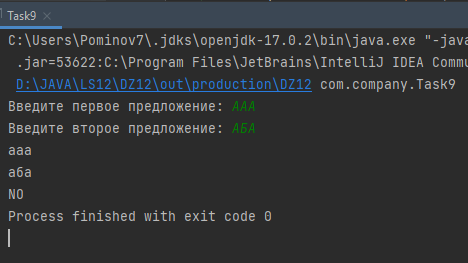 Task9
C:\Users\Pominov7\.jdks\openjdk-17.0.2\bin\java.exe "-java
.jar=53622:C:\Program Files\JetBrains\IntelliJ IDEA Commu
D:\JAVA\LS12\DZ12\out\production\DZ12 com.company.Task9
Введите первое предложение: ААА
Введите второе предложение: АБА
ааа
аба
NO
Process finished with exit code 0